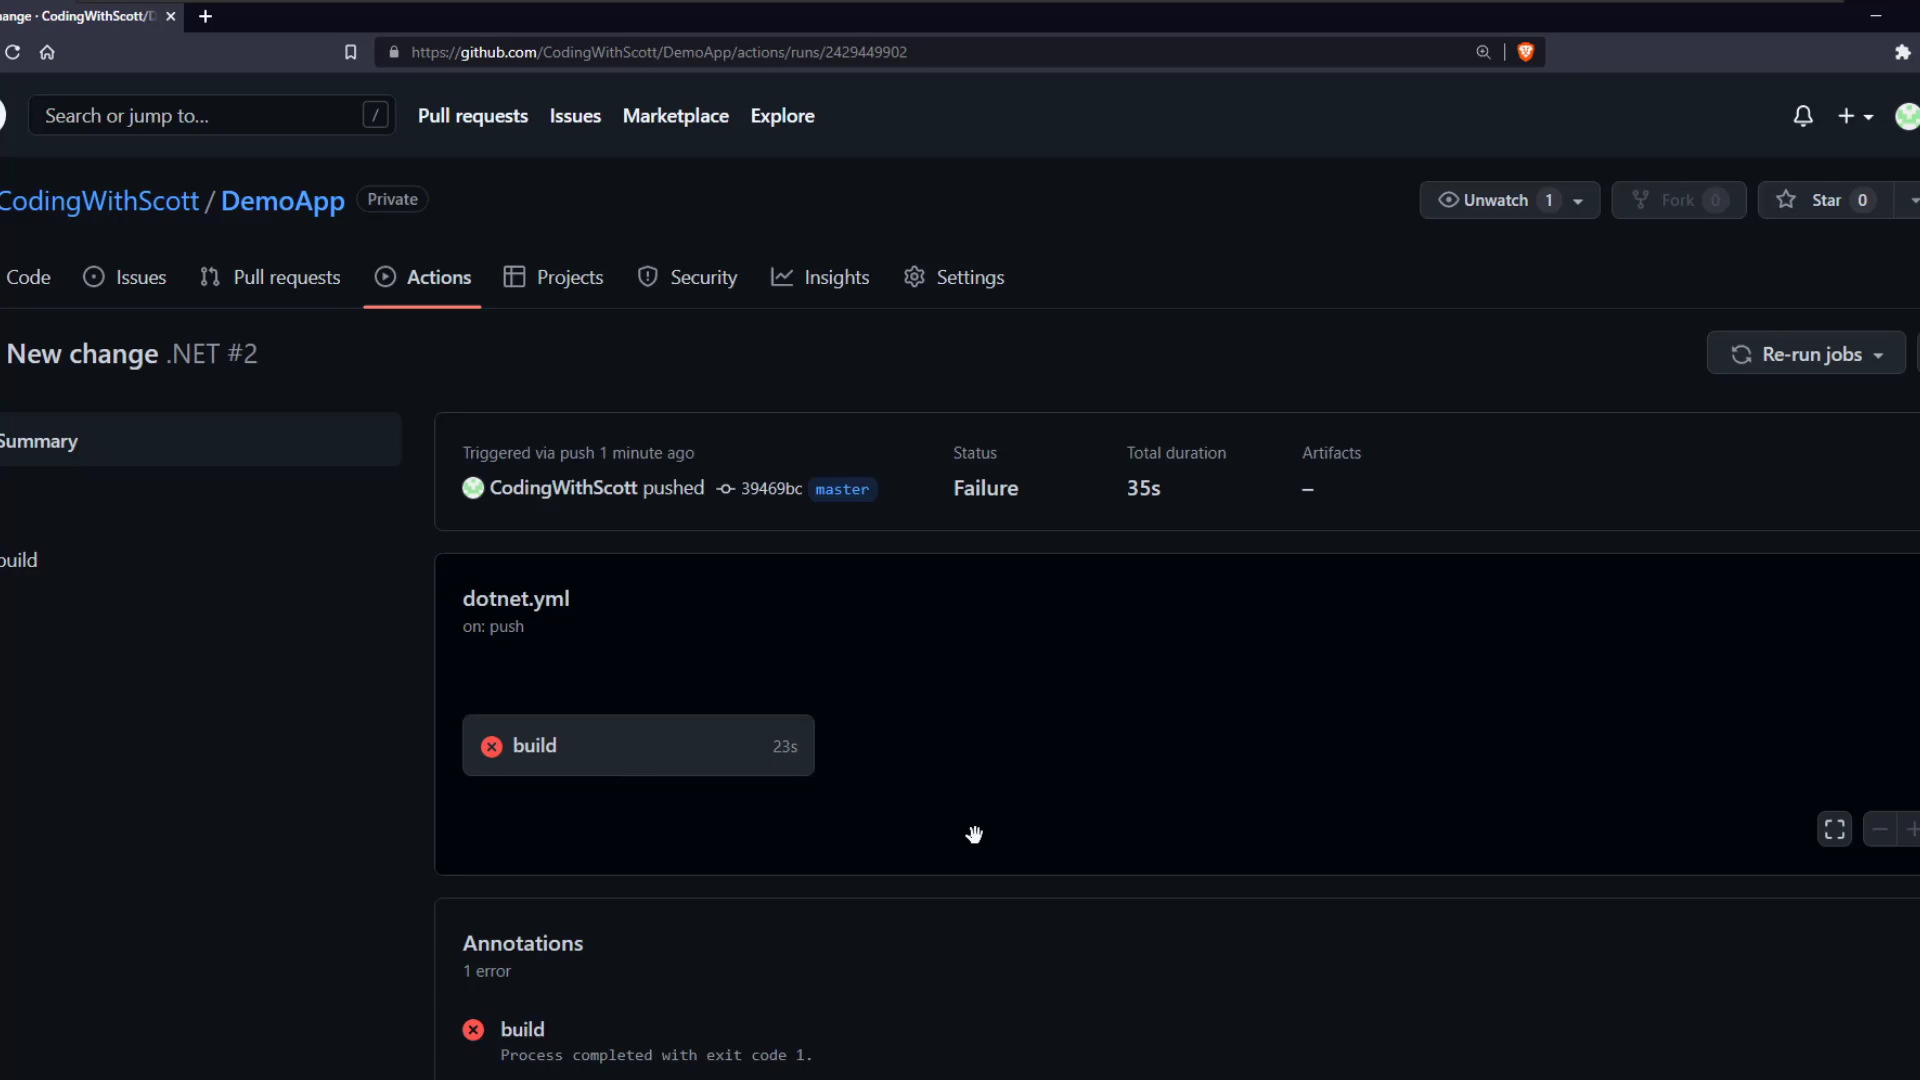 ange · CodingWithScott/D
https://github.com/CodingWithScott/DemoApp/actions/runs/2429449902
Search or jump to... /
Pull requests Issues Marketplace Explore
CodingWithScott / DemoApp Private
Unwatch 1 Fork 0 Star 0
Code Issues Pull requests Actions Projects Security Insights Settings
New change .NET #2
Re-run jobs
Summary
build
Triggered via push 1 minute ago
CodingWithScott pushed 39469bc master
Status
Failure
Total duration
35s
Artifacts
–
dotnet.yml
on: push
build 23s
Annotations
1 error
build
Process completed with exit code 1.